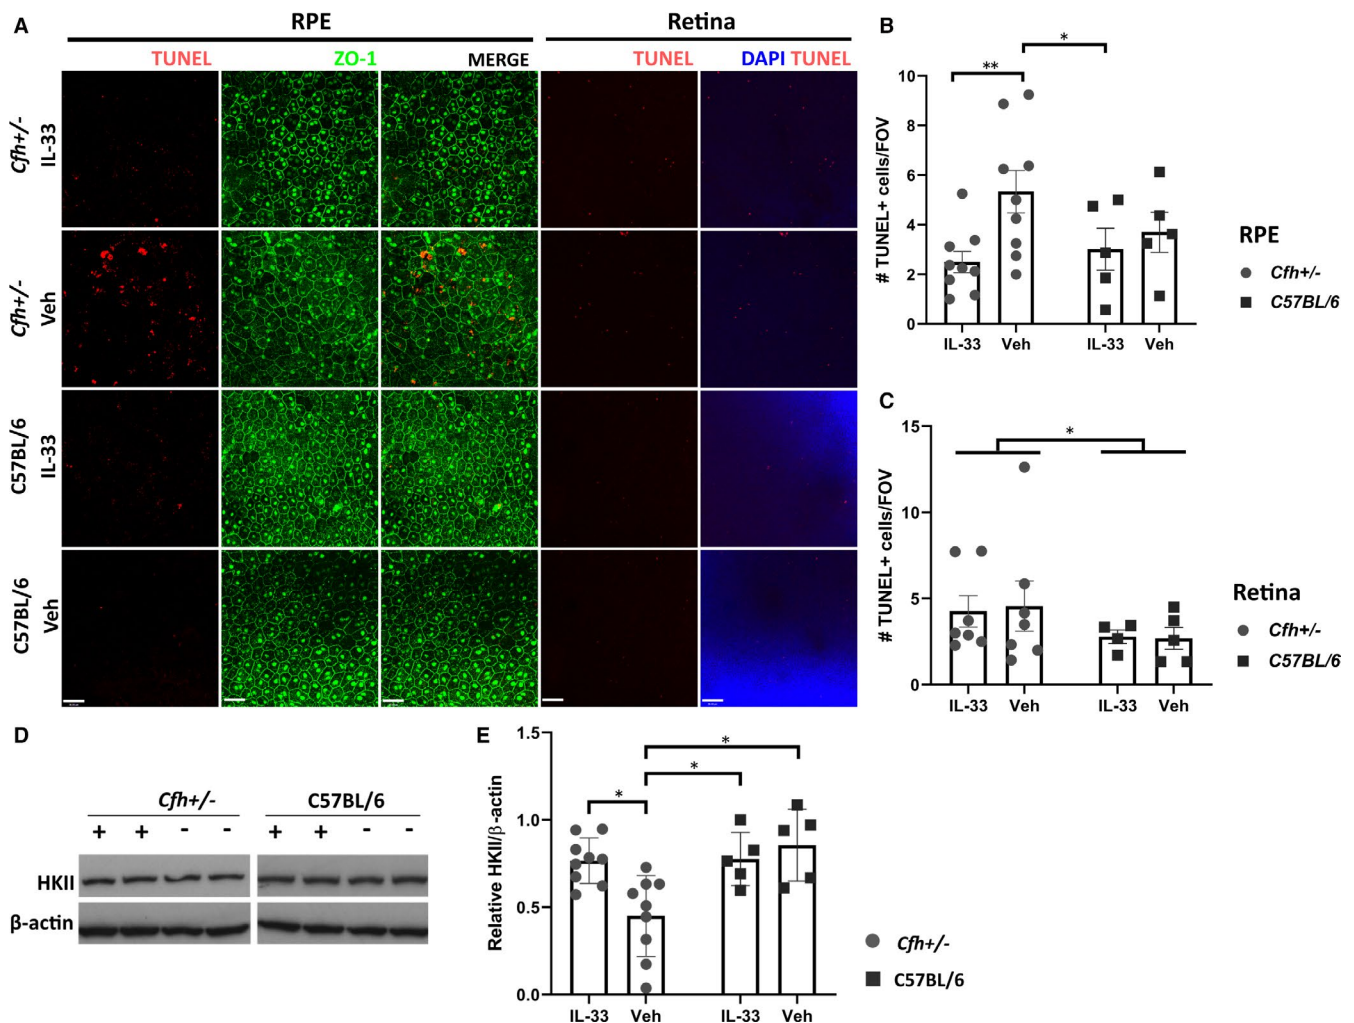 A
RPE
Retina
TUNEL
ZO-1
MERGE
TUNEL
DAPI TUNEL
Cfh+/-
IL-33
Cfh+/-
Veh
C57BL/6
IL-33
C57BL/6
Veh
B
# TUNEL+ cells/FOV
10
8
6
4
2
0
**
*
IL-33
Veh
IL-33
Veh
RPE
Cfh+/-
C57BL/6
C
# TUNEL+ cells/FOV
15
10
5
0
*
IL-33
Veh
IL-33
Veh
Retina
Cfh+/-
C57BL/6
D
Cfh+/-
C57BL/6
+ + - -
+ + - -
HKII
β-actin
E
Relative HKII/β-actin
1.5
1.0
0.5
0.0
*
*
*
IL-33
Veh
IL-33
Veh
Cfh+/-
C57BL/6